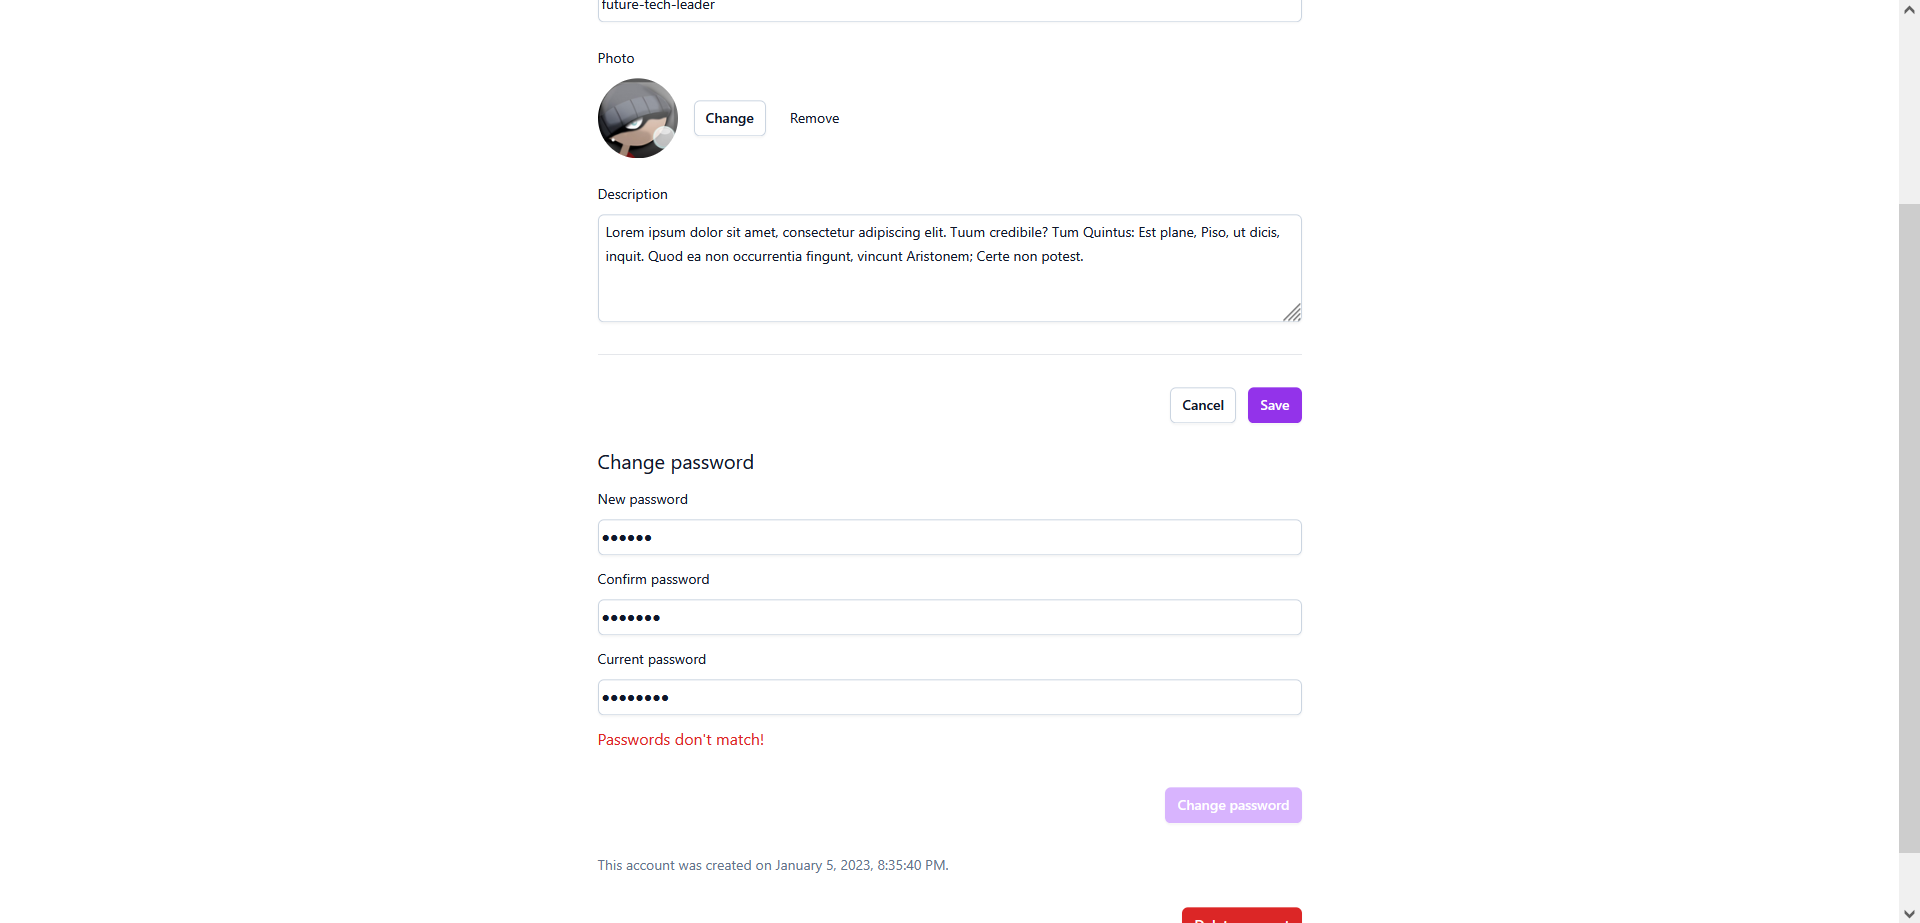 future-tech-leader
Photo
Change
Remove
Description
Lorem ipsum dolor sit amet, consectetur adipiscing elit. Tuum credibile? Tum Quintus: Est plane, Piso, ut dicis,
inquit. Quod ea non occurrentia fingunt, vincunt Aristonem; Certe non potest.
Cancel
Save
Change password
New password
••••••
Confirm password
•••••••
Current password
••••••••
Passwords don't match!
Change password
This account was created on January 5, 2023, 8:35:40 PM.